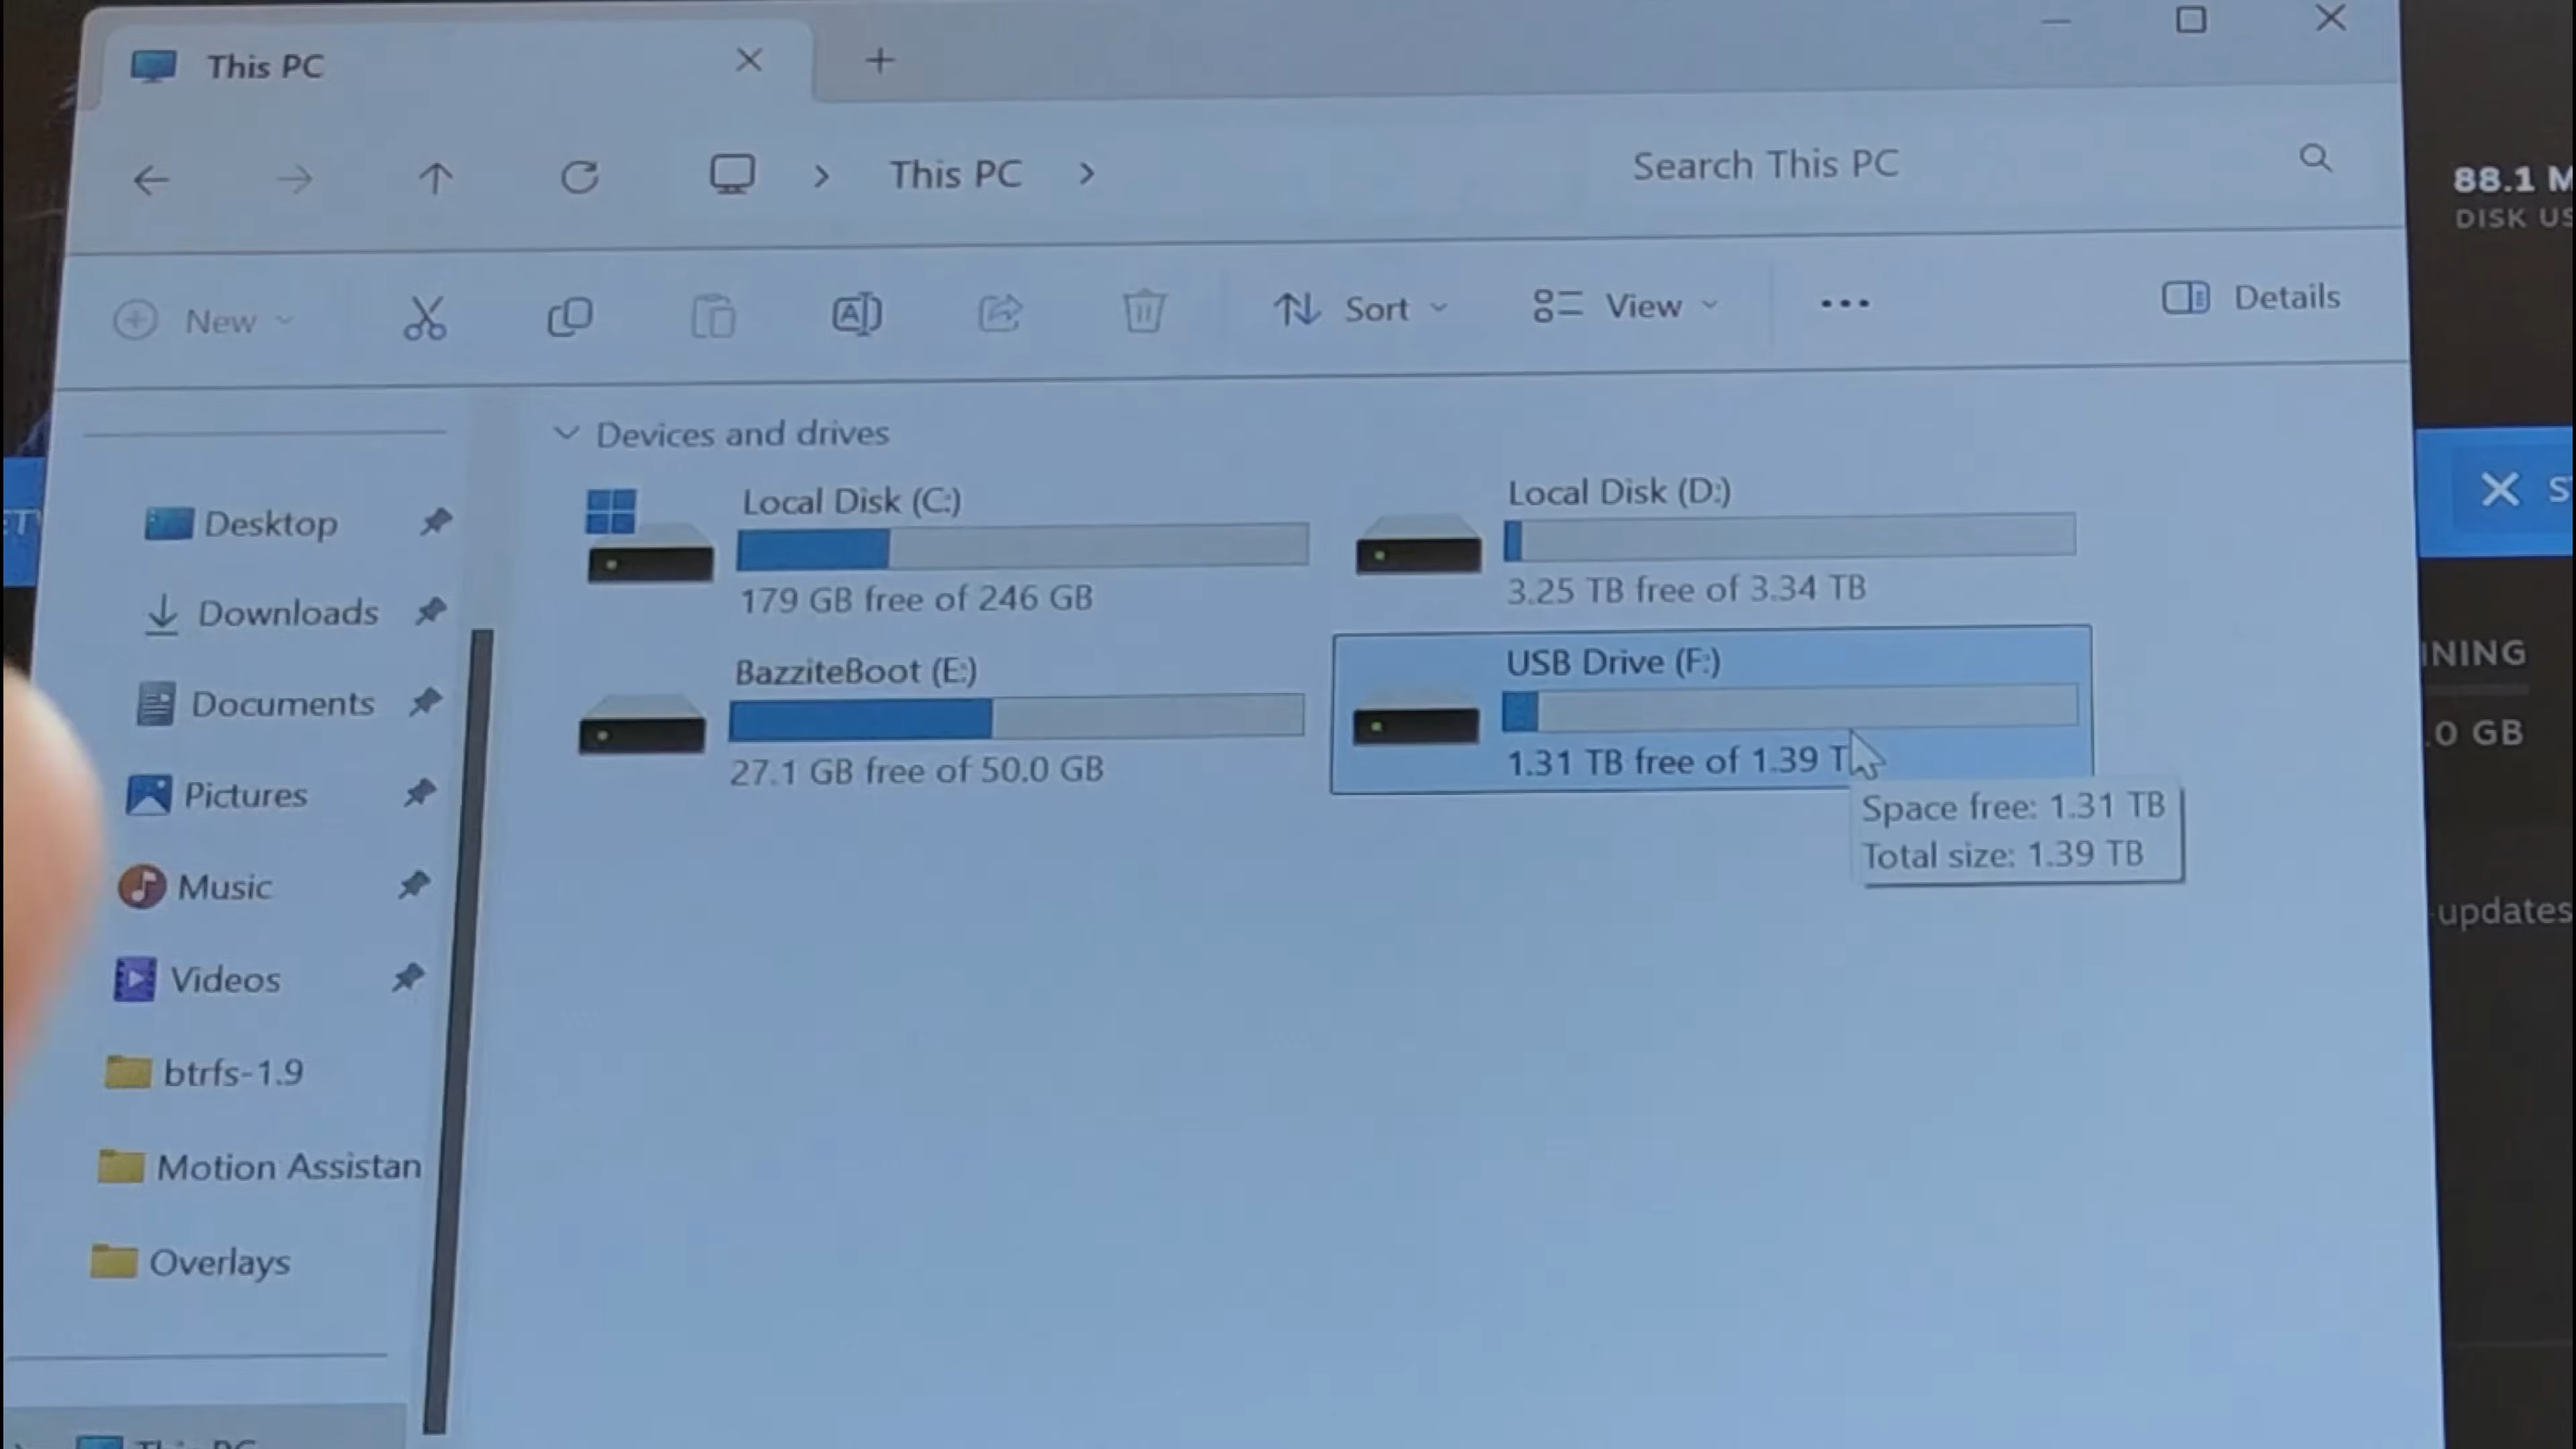 This PC
This PC
Search This PC
New
Sort
View
Details
88.1
DISK
Devices and drives
Local Disk (C:)
179 GB free of 246 GB
Local Disk (D:)
3.25 TB free of 3.34 TB
BazziteBoot (E:)
27.1 GB free of 50.0 GB
USB Drive (F:)
1.31 TB free of 1.39 T
Space free: 1.31 TB
Total size: 1.39 TB
Desktop
Downloads
Documents
Pictures
Music
Videos
btrfs-1.9
Motion Assistan
Overlays
NING
.0 GB
-updates